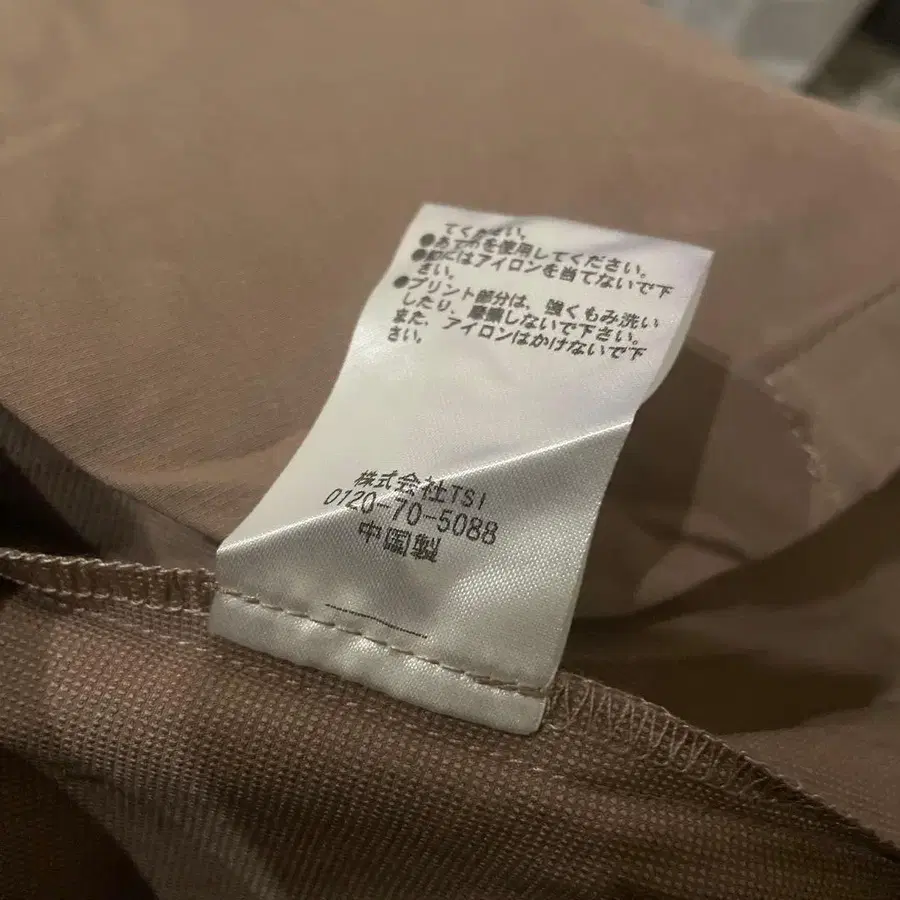 てください。
●あて布を使用してください。
●にはアイロンを当てないで下
さい。
●プリント部分は、強くもみ洗い
したり、摩擦しないで下さい。
また、アイロンはかけないで下
さい。
株式会社TSI
0120-70-5088
中国製